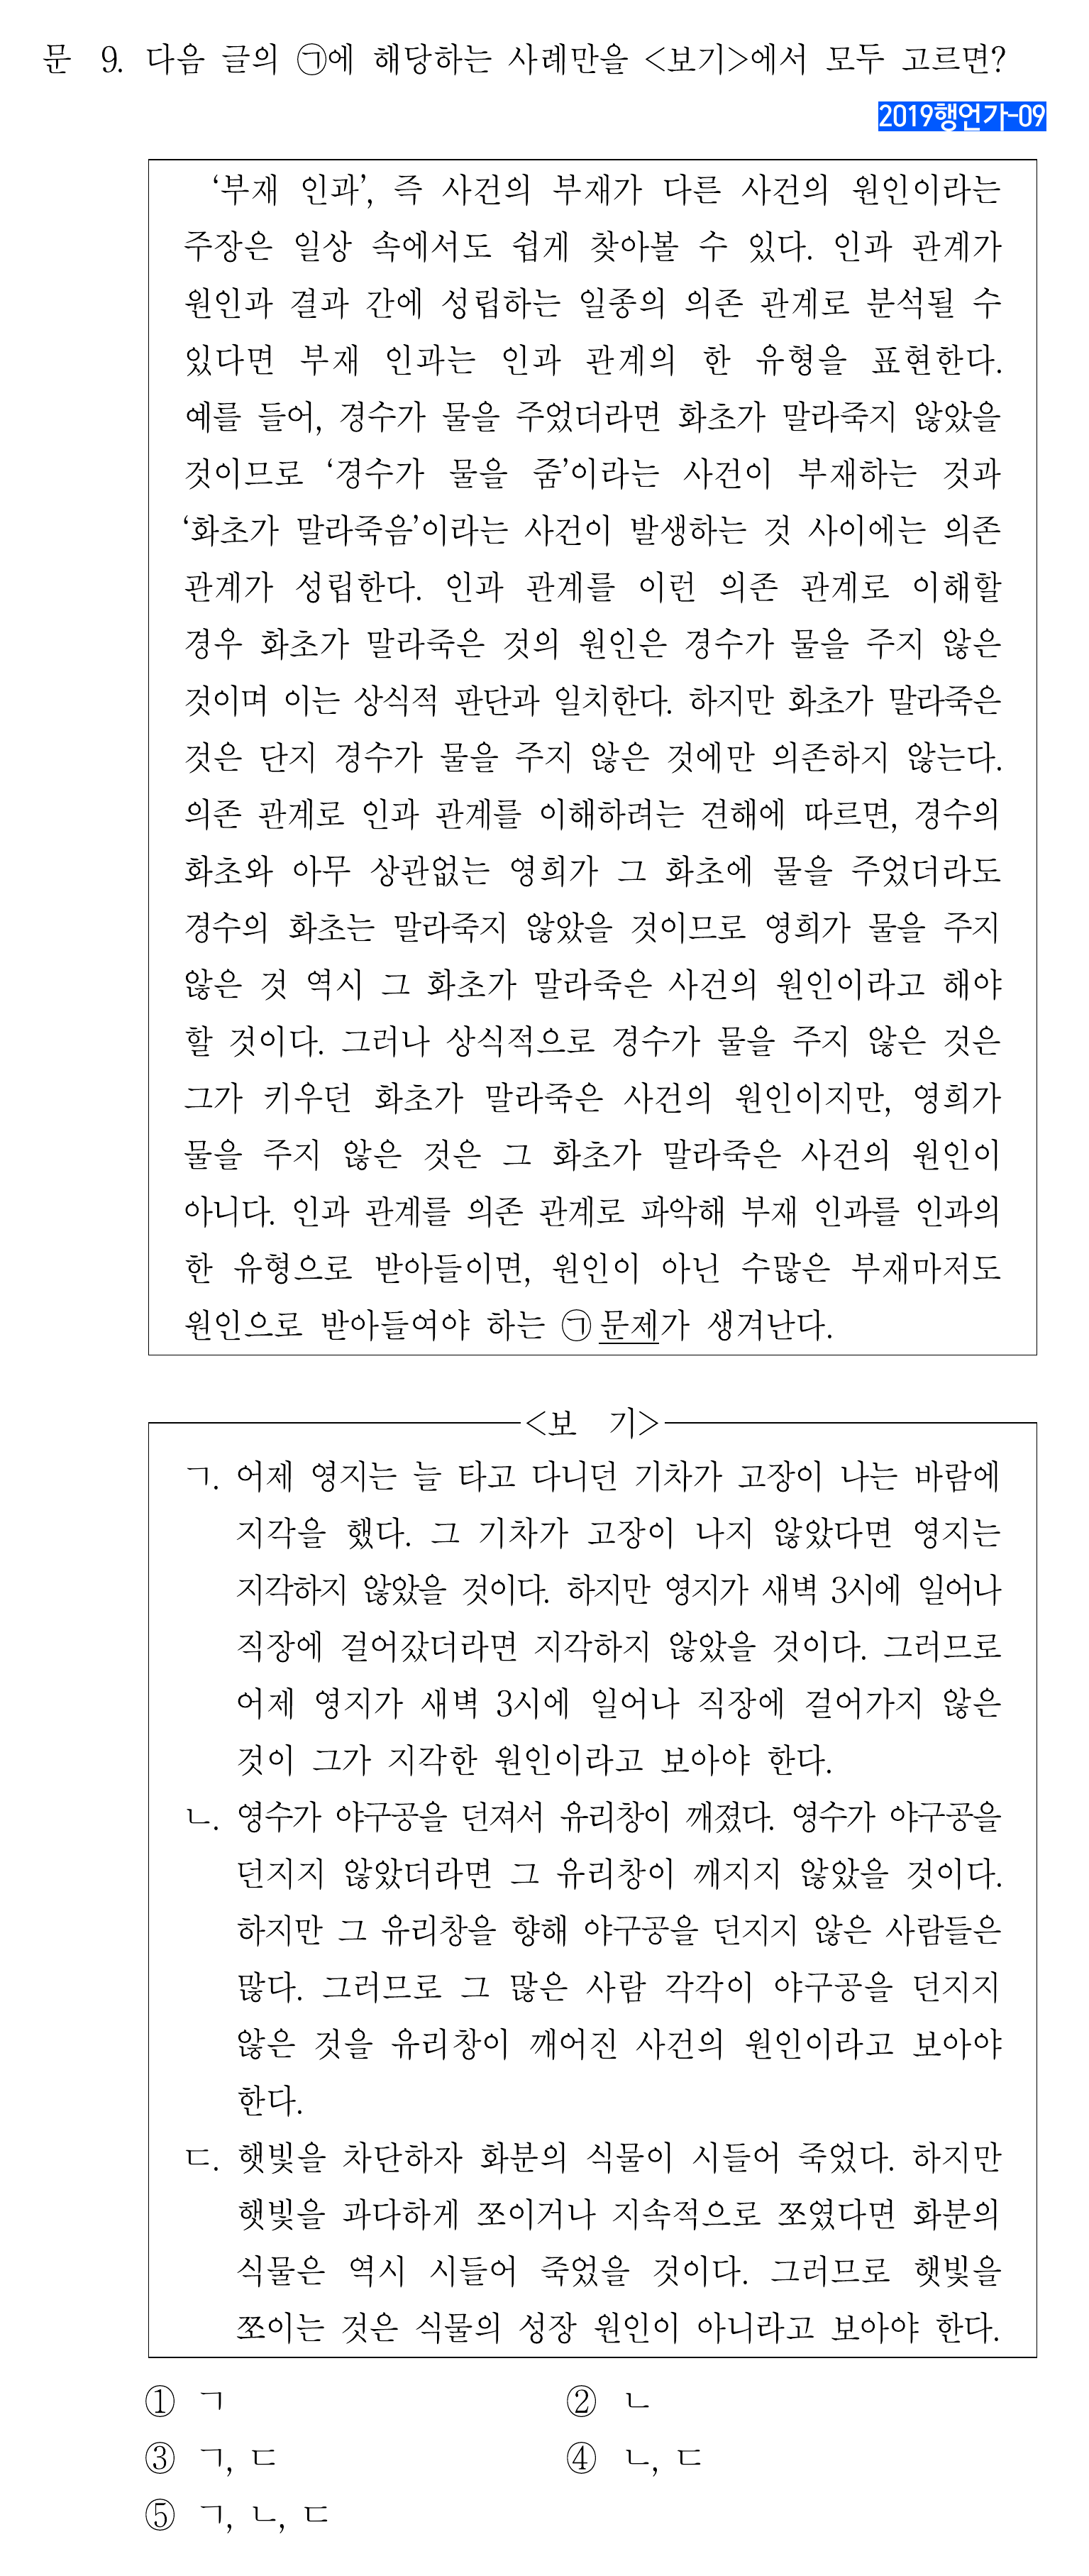 문 9. 다음 글의 ㉠에 해당하는 사례만을 <보기>에서 모두 고르면?
2019행언가-09
‘부재 인과’, 즉 사건의 부재가 다른 사건의 원인이라는
주장은 일상 속에서도 쉽게 찾아볼 수 있다. 인과 관계가
원인과 결과 간에 성립하는 일종의 의존 관계로 분석될 수
있다면 부재 인과는 인과 관계의 한 유형을 표현한다.
예를 들어, 경수가 물을 주었더라면 화초가 말라죽지 않았을
것이므로 ‘경수가 물을 줌’이라는 사건이 부재하는 것과
‘화초가 말라죽음’이라는 사건이 발생하는 것 사이에는 의존
관계가 성립한다. 인과 관계를 이런 의존 관계로 이해할
경우 화초가 말라죽은 것의 원인은 경수가 물을 주지 않은
것이며 이는 상식적 판단과 일치한다. 하지만 화초가 말라죽은
것은 단지 경수가 물을 주지 않은 것에만 의존하지 않는다.
의존 관계로 인과 관계를 이해하려는 견해에 따르면, 경수의
화초와 아무 상관없는 영희가 그 화초에 물을 주었더라도
경수의 화초는 말라죽지 않았을 것이므로 영희가 물을 주지
않은 것 역시 그 화초가 말라죽은 사건의 원인이라고 해야
할 것이다. 그러나 상식적으로 경수가 물을 주지 않은 것은
그가 키우던 화초가 말라죽은 사건의 원인이지만, 영희가
물을 주지 않은 것은 그 화초가 말라죽은 사건의 원인이
아니다. 인과 관계를 의존 관계로 파악해 부재 인과를 인과의
한 유형으로 받아들이면, 원인이 아닌 수많은 부재마저도
원인으로 받아들여야 하는 ㉠문제가 생겨난다.
<보 기>
ㄱ. 어제 영지는 늘 타고 다니던 기차가 고장이 나는 바람에
지각을 했다. 그 기차가 고장이 나지 않았다면 영지는
지각하지 않았을 것이다. 하지만 영지가 새벽 3시에 일어나
직장에 걸어갔더라면 지각하지 않았을 것이다. 그러므로
어제 영지가 새벽 3시에 일어나 직장에 걸어가지 않은
것이 그가 지각한 원인이라고 보아야 한다.
ㄴ. 영수가 야구공을 던져서 유리창이 깨졌다. 영수가 야구공을
던지지 않았더라면 그 유리창이 깨지지 않았을 것이다.
하지만 그 유리창을 향해 야구공을 던지지 않은 사람들은
많다. 그러므로 그 많은 사람 각각이 야구공을 던지지
않은 것을 유리창이 깨어진 사건의 원인이라고 보아야
한다.
ㄷ. 햇빛을 차단하자 화분의 식물이 시들어 죽었다. 하지만
햇빛을 과다하게 쪼이거나 지속적으로 쪼였다면 화분의
식물은 역시 시들어 죽었을 것이다. 그러므로 햇빛을
쪼이는 것은 식물의 성장 원인이 아니라고 보아야 한다.
① ㄱ ② ㄴ
③ ㄱ, ㄷ ④ ㄴ, ㄷ
⑤ ㄱ, ㄴ, ㄷ